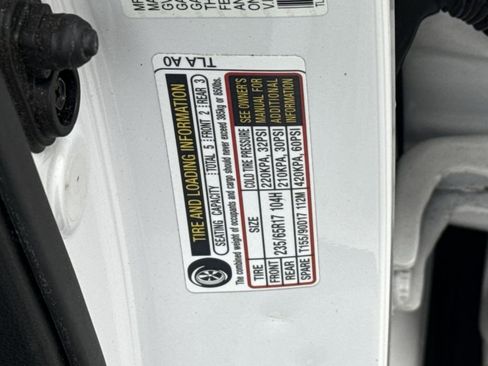 TLA A0
TIRE AND LOADING INFORMATION
SEATING CAPACITY TOTAL 5 FRONT 2 REAR 3
The combined weight of occupants and cargo should never exceed 385kg or 850lbs.
TIRE SIZE COLD TIRE PRESSURE
FRONT 235/65R17 104H 220KPA, 32PSI
REAR 210KPA, 30PSI
SPARE T155/90D17 112M 420KPA, 60PSI
SEE OWNER'S
MANUAL FOR
ADDITIONAL
INFORMATION